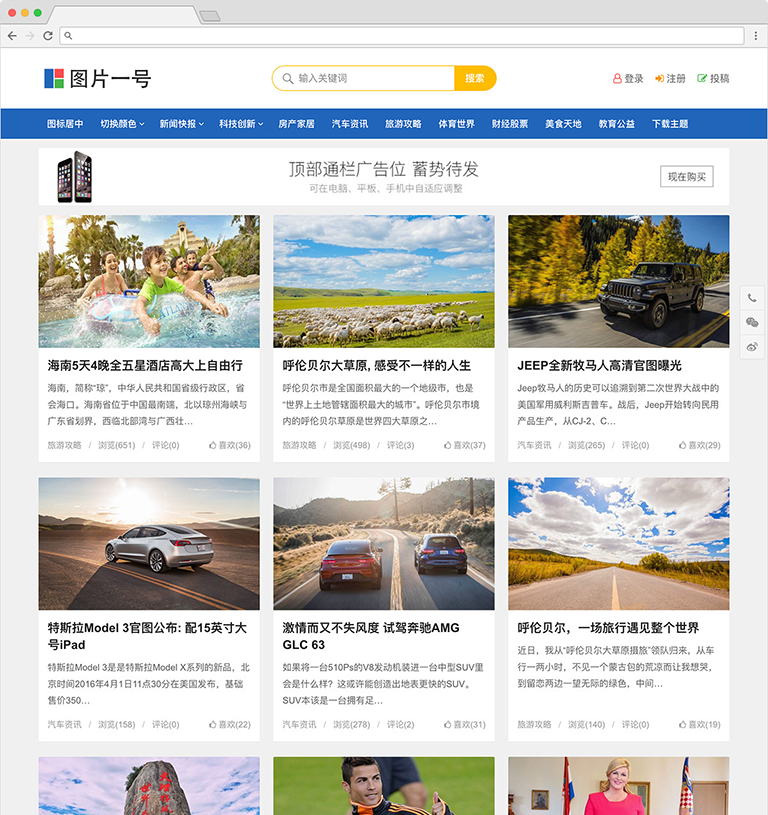 图片一号
输入关键词
搜索
登录 注册 投稿
图标居中 切换颜色 新闻快报 科技创新 房产家居 汽车资讯 旅游攻略 体育世界 财经股票 美食天地 教育公益 下载主题
顶部通栏广告位 蓄势待发
可在电脑、平板、手机中自适应调整
现在购买
海南5天4晚全五星酒店高大上自由行
海南，简称“琼”，中华人民共和国省级行政区，省
会海口。海南省位于中国最南端，北以琼州海峡与
广东省划界，西临北部湾与广西壮…
旅游攻略 / 浏览(651) / 评论(0) 喜欢(36)
呼伦贝尔大草原, 感受不一样的人生
呼伦贝尔市是全国面积最大的一个地级市，也是
“世界上土地管辖面积最大的城市”。呼伦贝尔市境
内的呼伦贝尔草原是世界四大草原之…
旅游攻略 / 浏览(498) / 评论(3) 喜欢(37)
JEEP全新牧马人高清官图曝光
Jeep牧马人的历史可以追溯到第二次世界大战中的
美国军用威利斯吉普车。战后，Jeep开始转向民用
产品生产，从CJ-2、C…
汽车资讯 / 浏览(265) / 评论(0) 喜欢(29)
特斯拉Model 3官图公布: 配15英寸大
号iPad
特斯拉Model 3是是特斯拉Model X系列的新品，北
京时间2016年4月1日11点30分在美国发布，基础
售价350…
汽车资讯 / 浏览(158) / 评论(0) 喜欢(22)
激情而又不失风度 试驾奔驰AMG
GLC 63
如果将一台510Ps的V8发动机装进一台中型SUV里
会是什么样？这或许能创造出地表更快的SUV。
SUV本该是一台拥有足…
汽车资讯 / 浏览(278) / 评论(2) 喜欢(31)
呼伦贝尔，一场旅行遇见整个世界
近日，我从“呼伦贝尔大草原摄旅”领队归来，从车
行一两小时，不见一个蒙古包的荒凉而让我想哭，
到留恋两边一望无际的绿色，中间…
旅游攻略 / 浏览(140) / 评论(0) 喜欢(19)